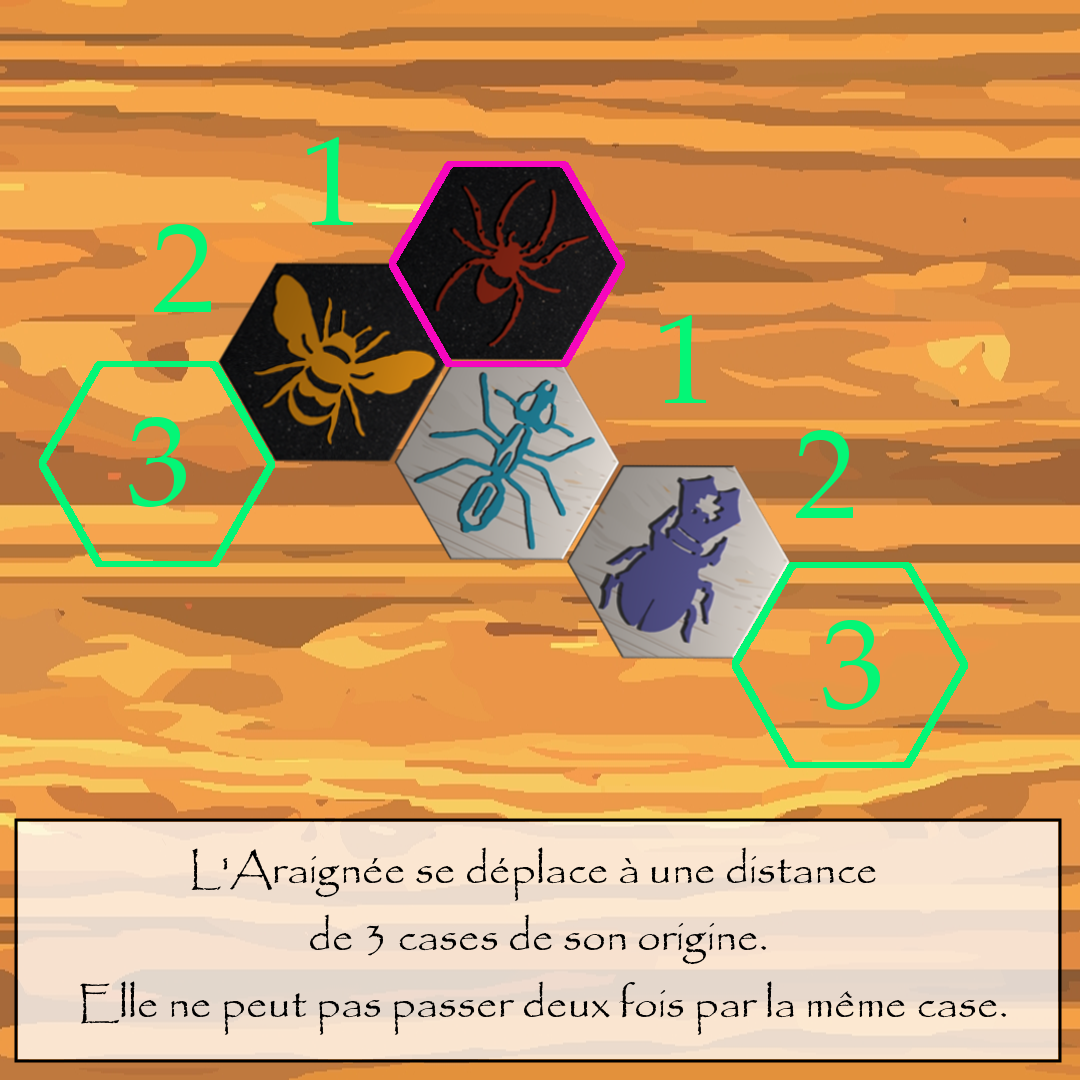 1
2
1
3
2
3
L'Araignée se déplace à une distance
de 3 cases de son origine.
Elle ne peut pas passer deux fois par la même case.